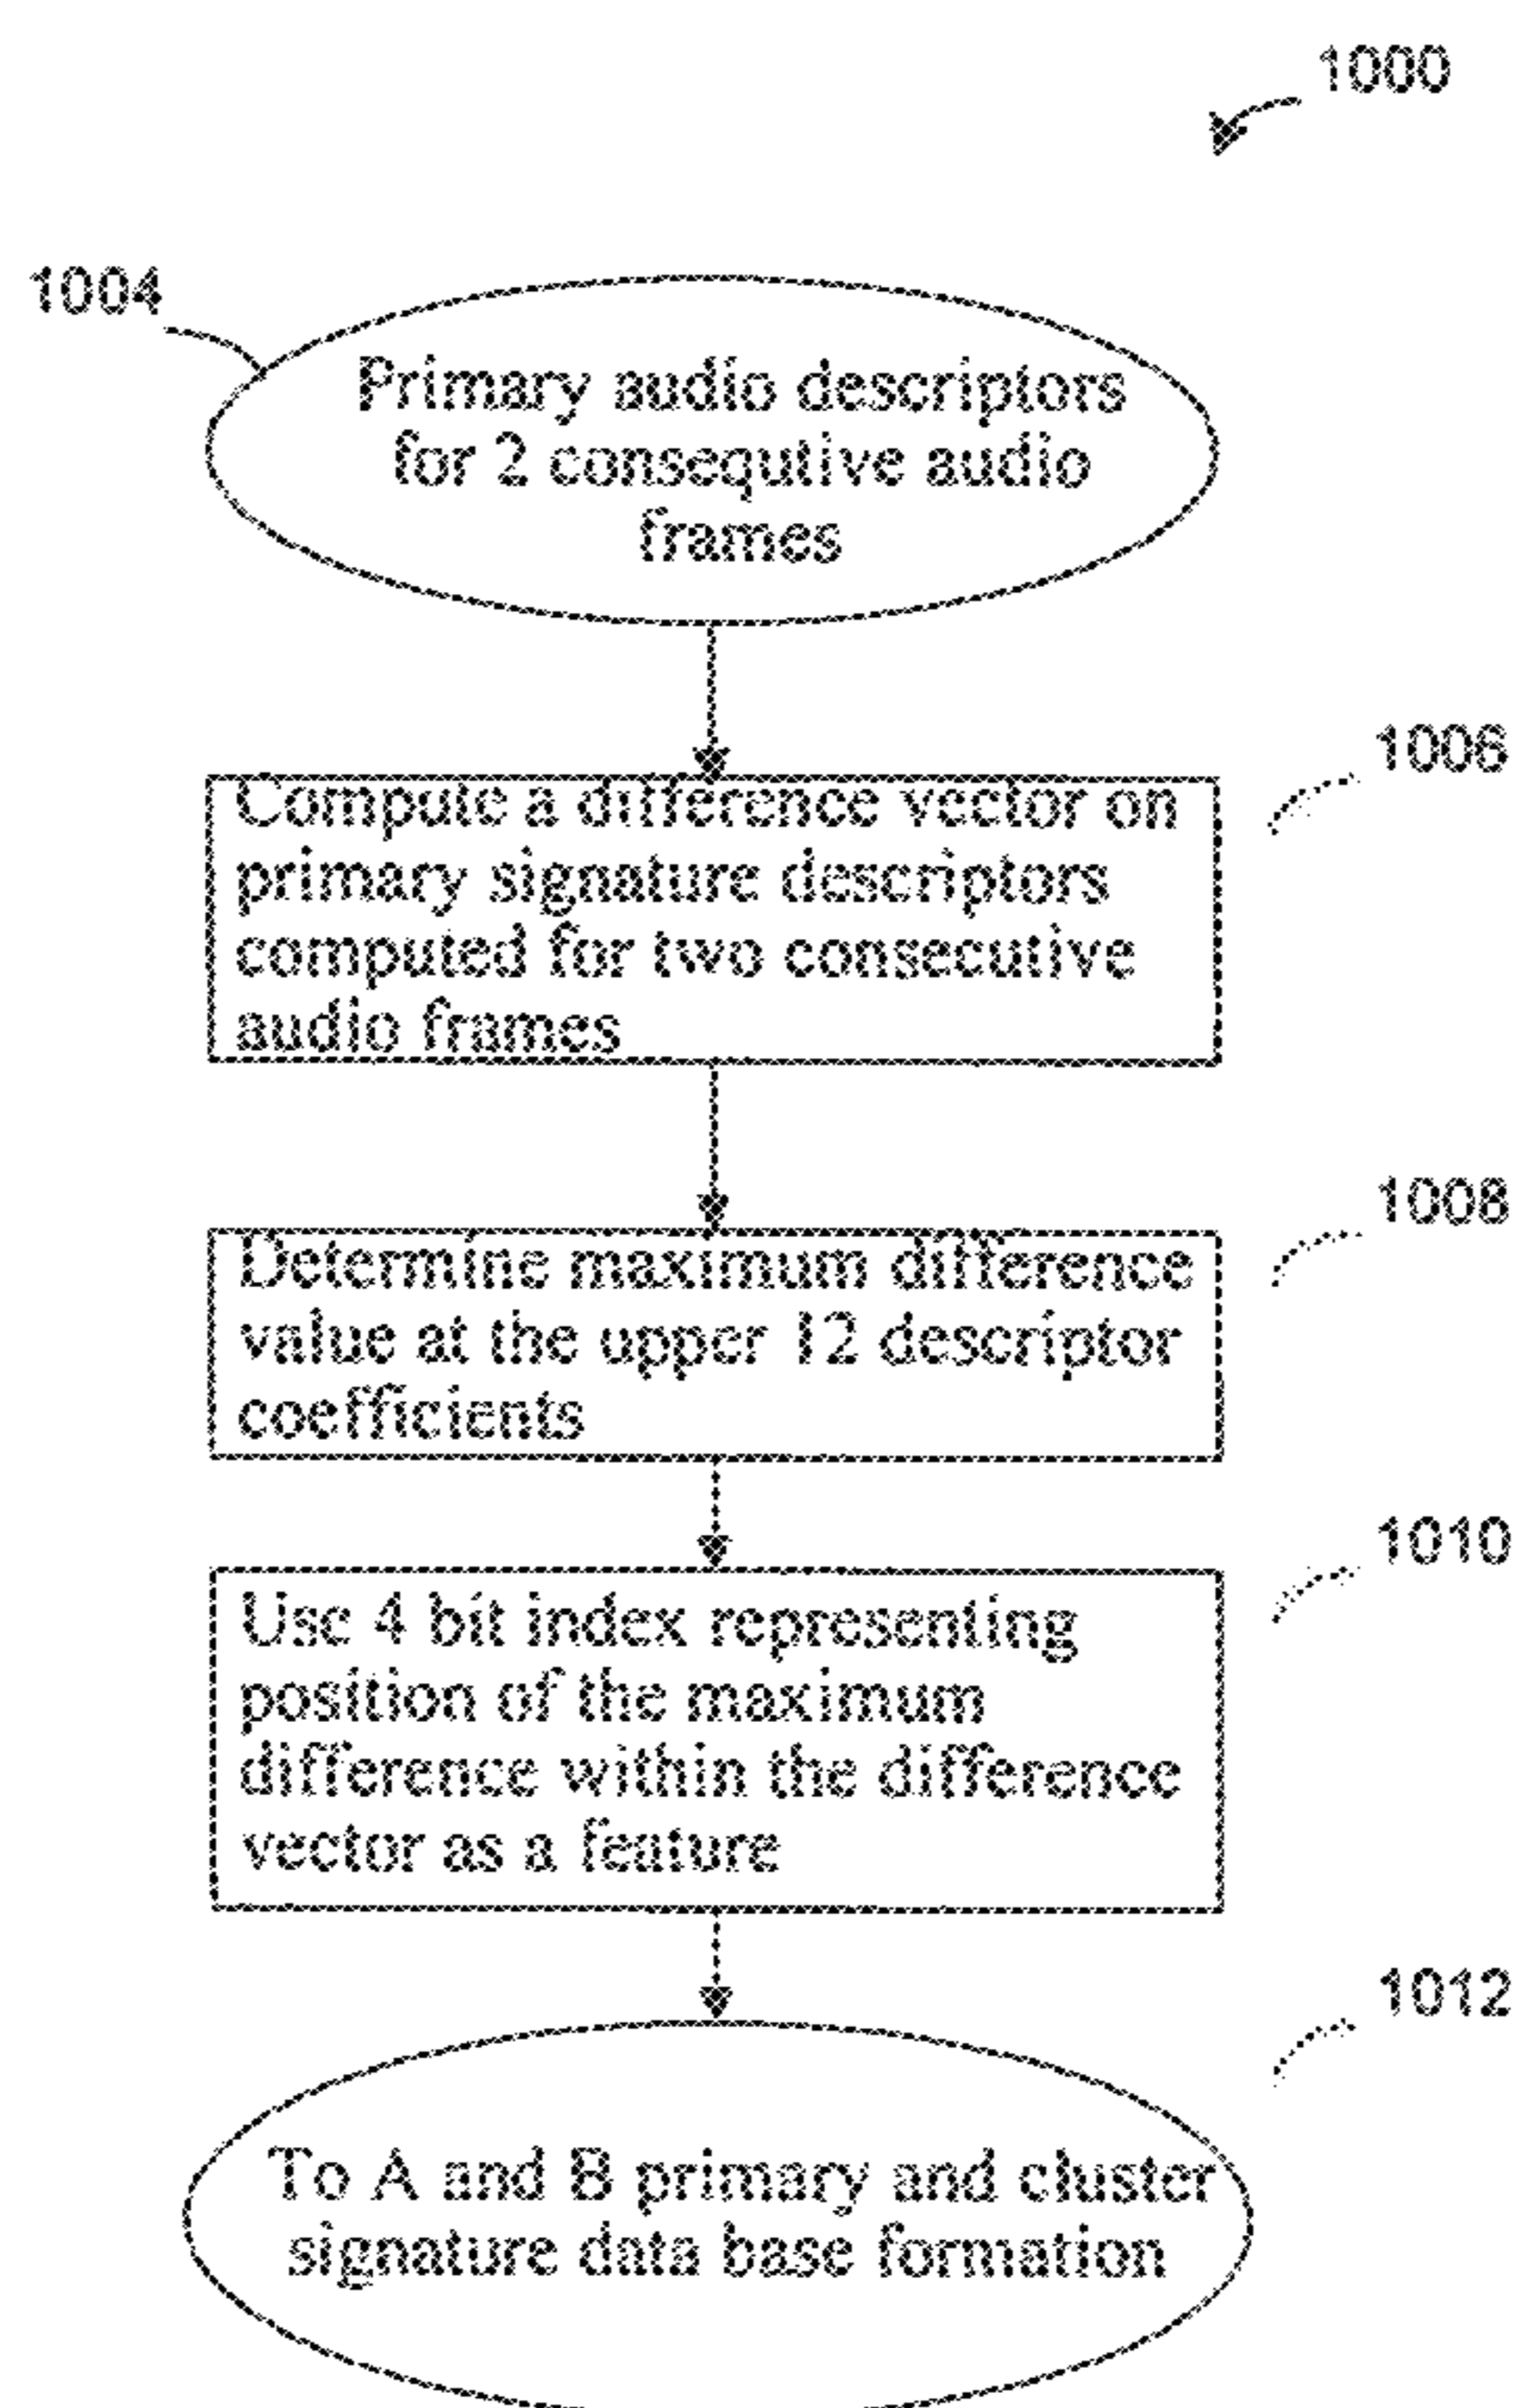 1000
1004
Primary audio descriptors
for 2 consequtive audio
frames
1006
Compute a difference vector on
primary signature descriptors
computed for two consecutive
audio frames
1008
Determine maximum difference
value at the upper 12 descriptor
coefficients
1010
Use 4 bit index representing
position of the maximum
difference within the difference
vector as a feature
1012
To A and B primary and cluster
signature data base formation